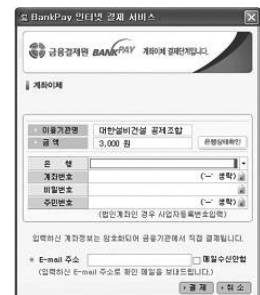 BankPay 인터넷 결제 서비스
금융결제원 BANKPAY 계좌이체 결제단계입니다.
계좌이체
이용기관명 대한설비건설 공제조합
금 액 3,000 원 은행상태확인
은 행
계좌번호 ('-' 생략)
비밀번호
주민번호 ('-' 생략)
(법인계좌인 경우 사업자등록번호입력)
입력하신 계좌정보는 암호화되어 금융기관에서 직접 결제됩니다.
E-mail 주소 메일수신안함
(입력하신 E-mail 주소로 확인 메일을 보내드립니다.)
결 제 취 소